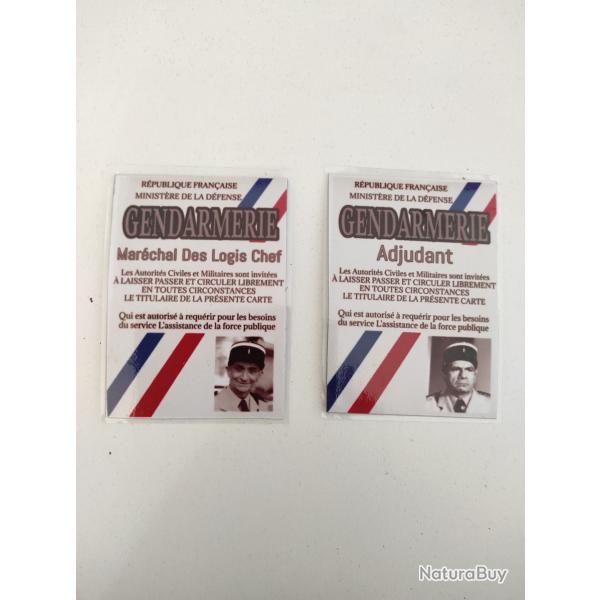 RÉPUBLIQUE FRANÇAISE
MINISTÈRE DE LA DÉFENSE
GENDARMERIE
Maréchal Des Logis Chef
Les Autorités Civiles et Militaires sont invitées
À LAISSER PASSER ET CIRCULER LIBREMENT
EN TOUTES CIRCONSTANCES
LE TITULAIRE DE LA PRÉSENTE CARTE
Qui est autorisé à requérir pour les besoins
du service L'assistance de la force publique
RÉPUBLIQUE FRANÇAISE
MINISTÈRE DE LA DÉFENSE
GENDARMERIE
Adjudant
Les Autorités Civiles et Militaires sont invitées
À LAISSER PASSER ET CIRCULER LIBREMENT
EN TOUTES CIRCONSTANCES
LE TITULAIRE DE LA PRÉSENTE CARTE
Qui est autorisé à requérir pour les besoins
du service L'assistance de la force publique
NaturaBuy